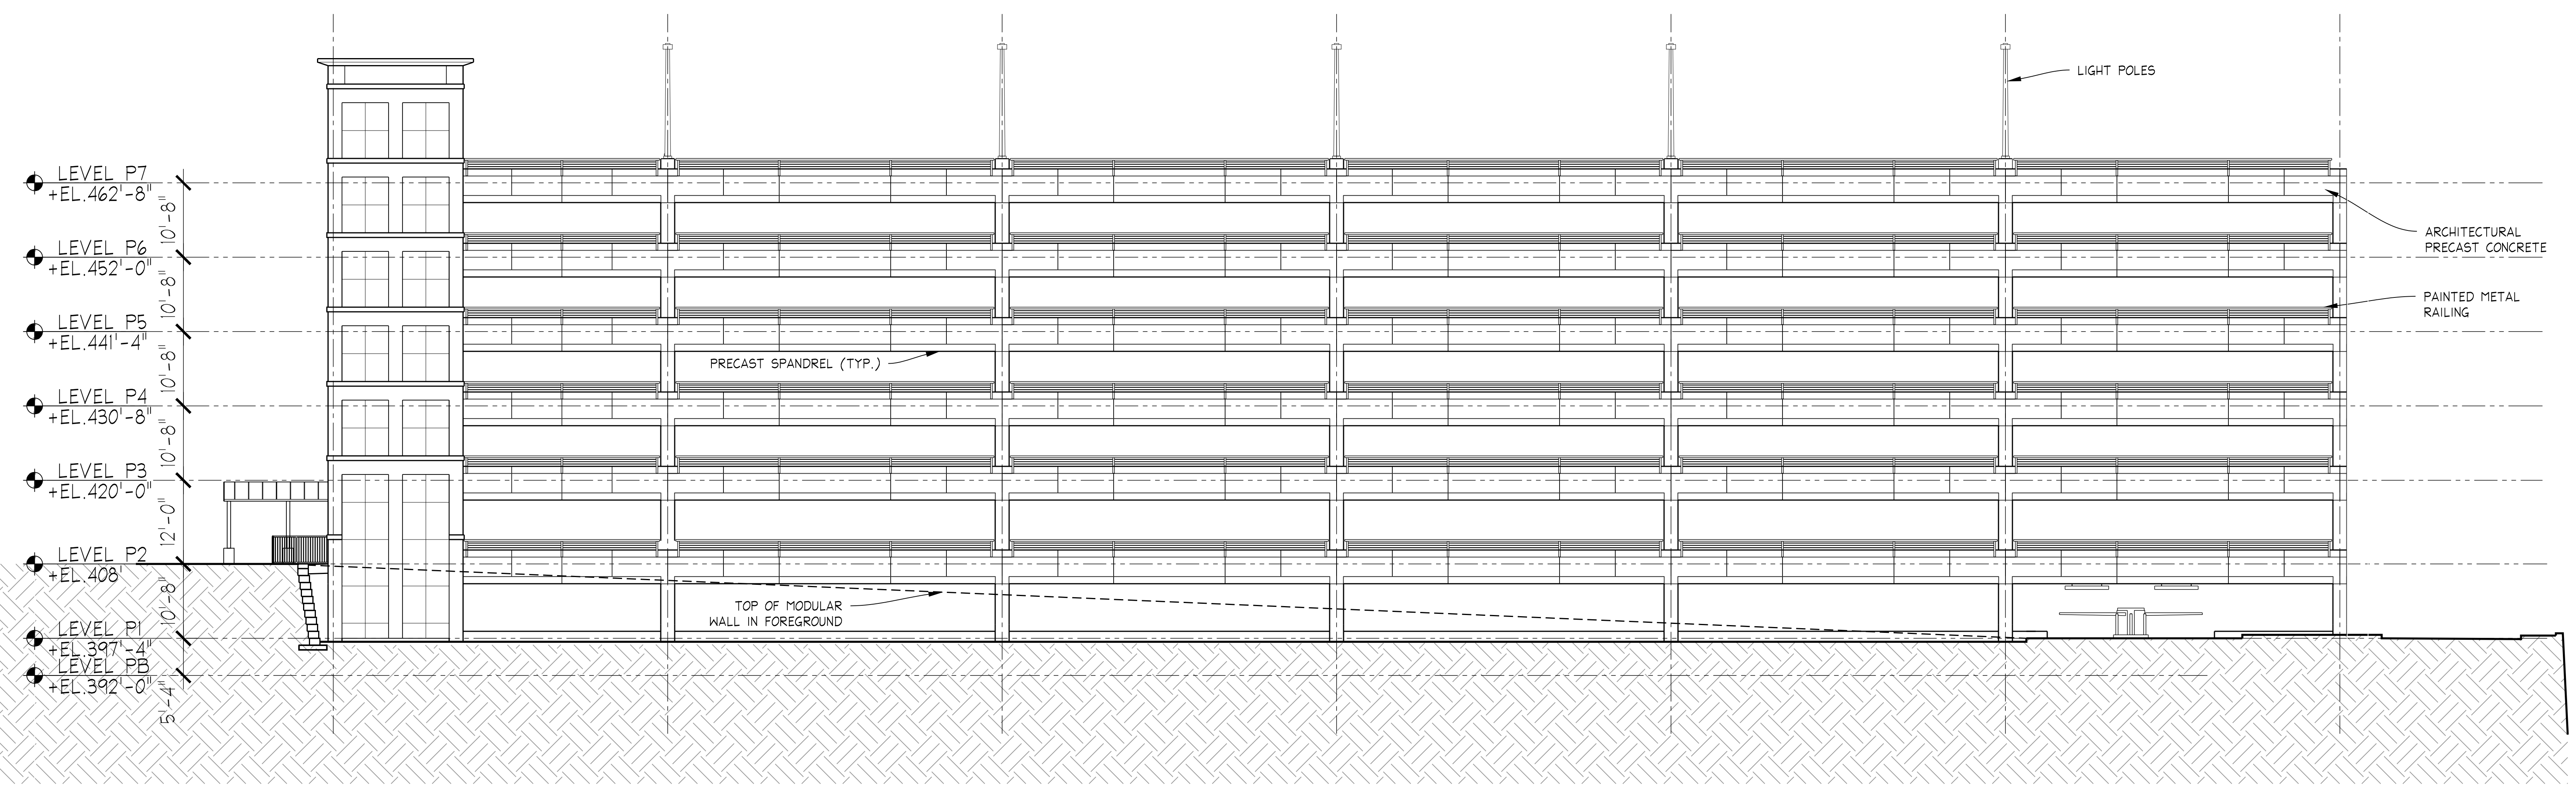 LIGHT POLES
LEVEL P7
+EL.462'-8"
10'-8"
ARCHITECTURAL
PRECAST CONCRETE
LEVEL P6
+EL.452'-0"
10'-8"
PAINTED METAL
RAILING
LEVEL P5
+EL.441'-4"
PRECAST SPANDREL (TYP.)
10'-8"
LEVEL P4
+EL.430'-8"
10'-8"
LEVEL P3
+EL.420'-0"
12'-0"
LEVEL P2
+EL.408'
10'-8"
TOP OF MODULAR
WALL IN FOREGROUND
LEVEL P1
+EL.397'-4"
LEVEL PB
+EL.392'-0"
5'-4"